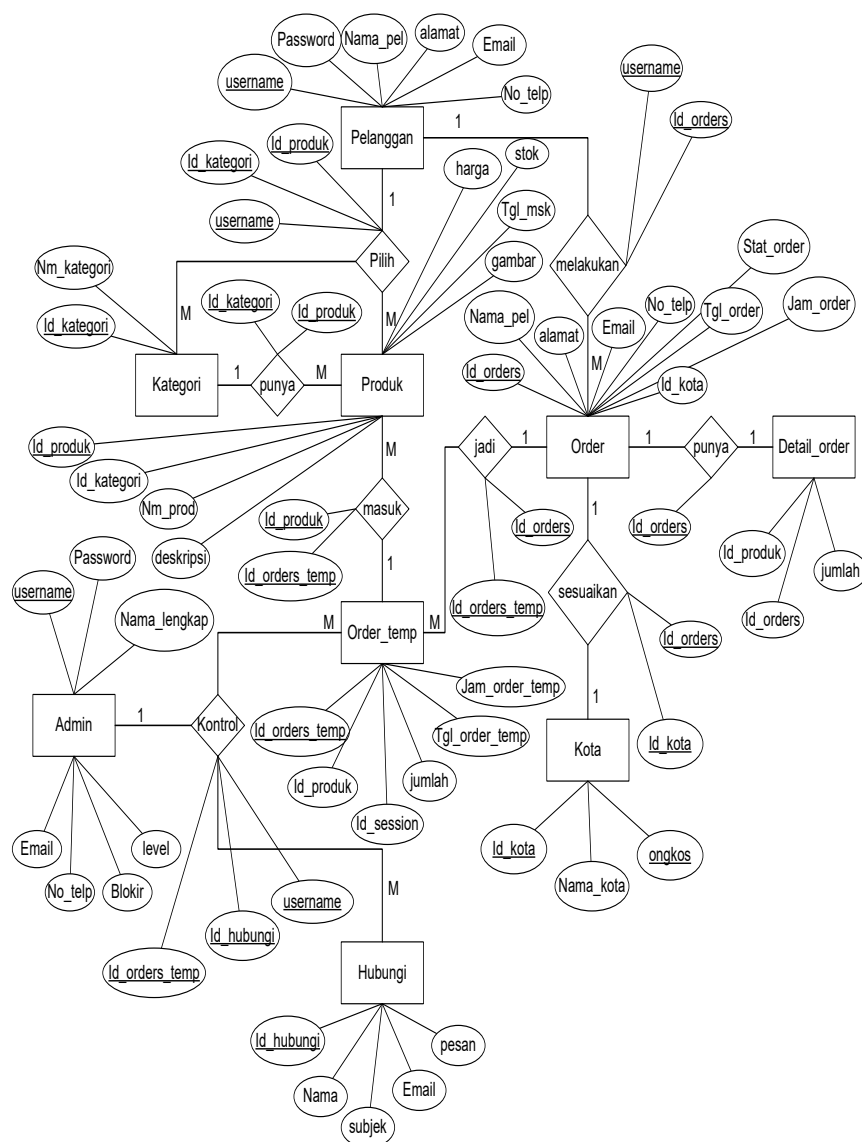 Password
Nama_pel
alamat
Email
username
No_telp
username
Id_orders
Pelanggan
1
Id_produk
Id_kategori
username
1
harga
stok
Tgl_msk
gambar
Pilih
melakukan
Stat_order
Nm_kategori
Id_kategori
M
Id_kategori
Id_produk
M
Nama_pel
alamat
Email
No_telp
Tgl_order
Jam_order
Id_orders
M
Id_kota
Kategori
1
punya
M
Produk
Id_produk
Id_kategori
Nm_prod
deskripsi
M
masuk
Id_produk
Id_orders_temp
1
jadi
1
Order
1
punya
1
Detail_order
Id_orders
Id_orders_temp
Id_orders
Id_produk
Id_orders
jumlah
1
sesuaikan
Id_orders
Id_kota
1
Password
username
Nama_lengkap
M
Order_temp
M
Admin
1
Kontrol
Jam_order_temp
Id_orders_temp
Tgl_order_temp
Id_produk
jumlah
Id_session
Kota
Id_kota
Nama_kota
ongkos
Email
No_telp
Blokir
level
Id_orders_temp
Id_hubungi
username
M
Hubungi
Id_hubungi
Nama
subjek
Email
pesan